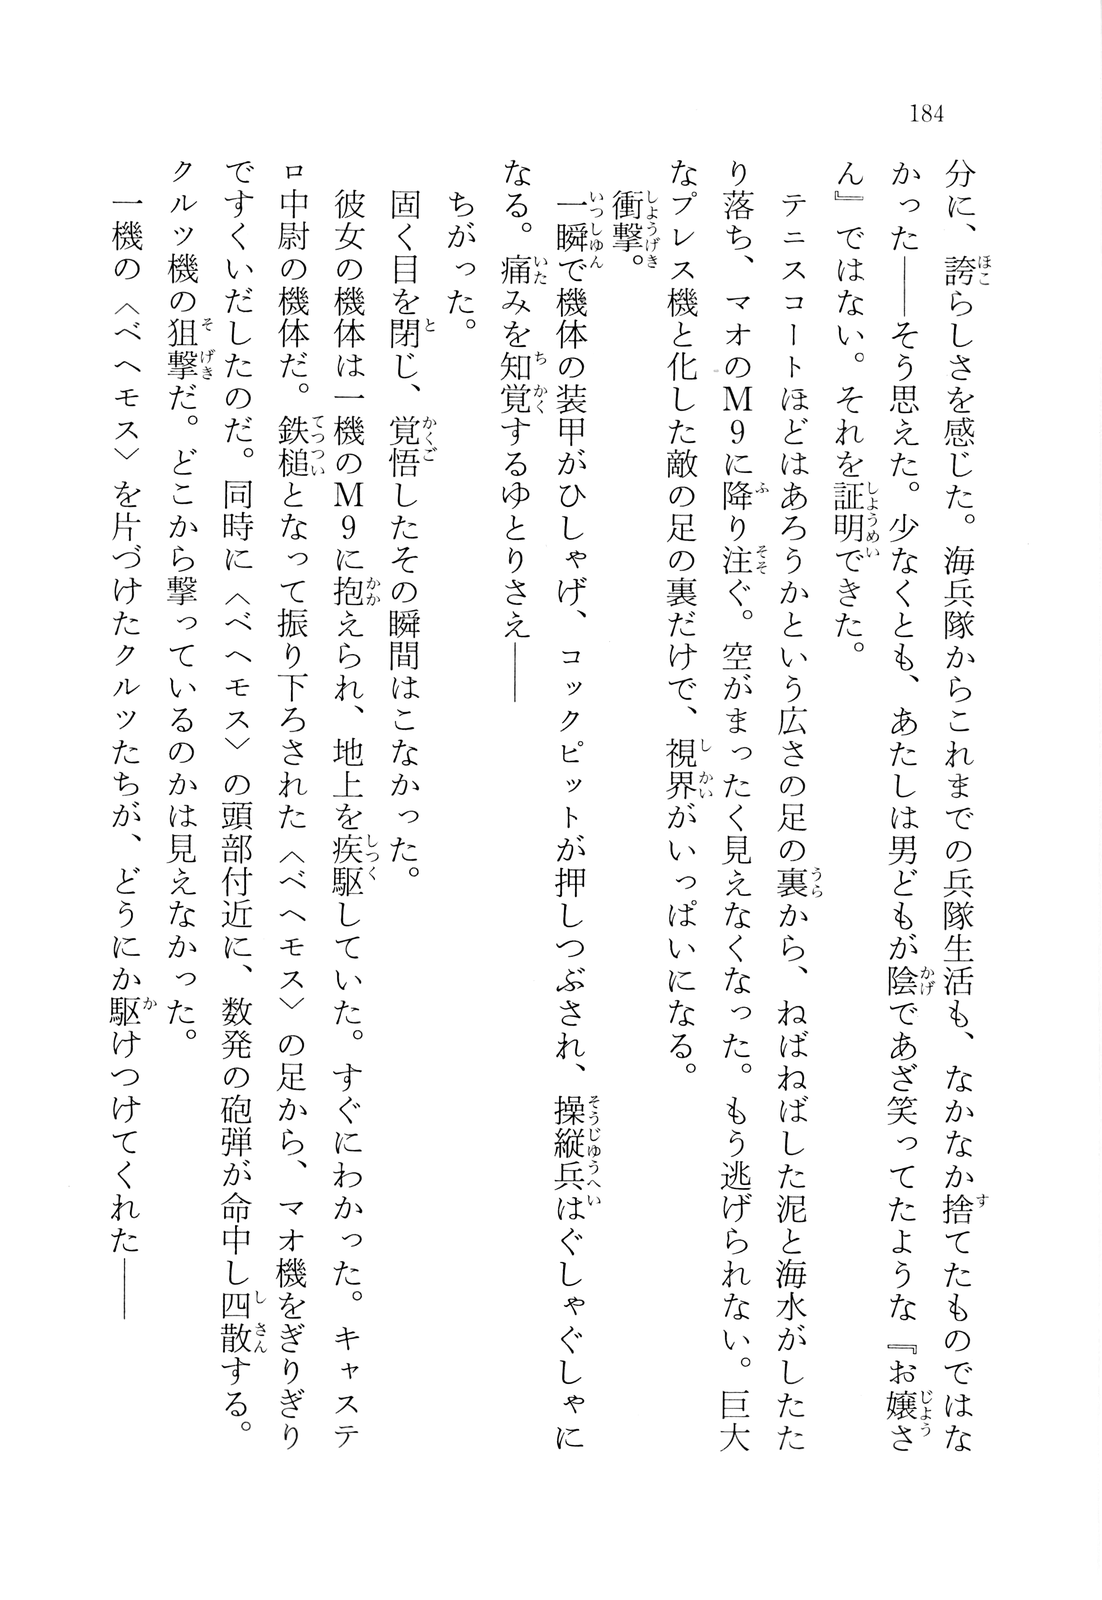 184
分に、誇らしさを感じた。海兵隊からこれまでの兵隊生活も、なかなか捨てたものではな
かった――そう思えた。少なくとも、あたしは男どもが陰であざ笑ってたような『お嬢さ
ん』ではない。それを証明できた。
テニスコートほどはあろうかという広さの足の裏から、ねばねばした泥と海水がしたた
り落ち、マオのM9に降り注ぐ。空がまったく見えなくなった。もう逃げられない。巨大
なプレス機と化した敵の足の裏だけで、視界がいっぱいになる。
衝撃。
一瞬で機体の装甲がひしゃげ、コックピットが押しつぶされ、操縦兵はぐしゃぐしゃに
なる。痛みを知覚するゆとりさえ――
ちがった。
固く目を閉じ、覚悟したその瞬間はこなかった。
彼女の機体は一機のM9に抱えられ、地上を疾駆していた。すぐにわかった。キャステ
ロ中尉の機体だ。鉄槌となって振り下ろされた〈ベヘモス〉の足から、マオ機をぎりぎり
ですくいだしたのだ。同時に〈ベヘモス〉の頭部付近に、数発の砲弾が命中し四散する。
クルツ機の狙撃だ。どこから撃っているのかは見えなかった。
一機の〈ベヘモス〉を片づけたクルツたちが、どうにか駆けつけてくれた――